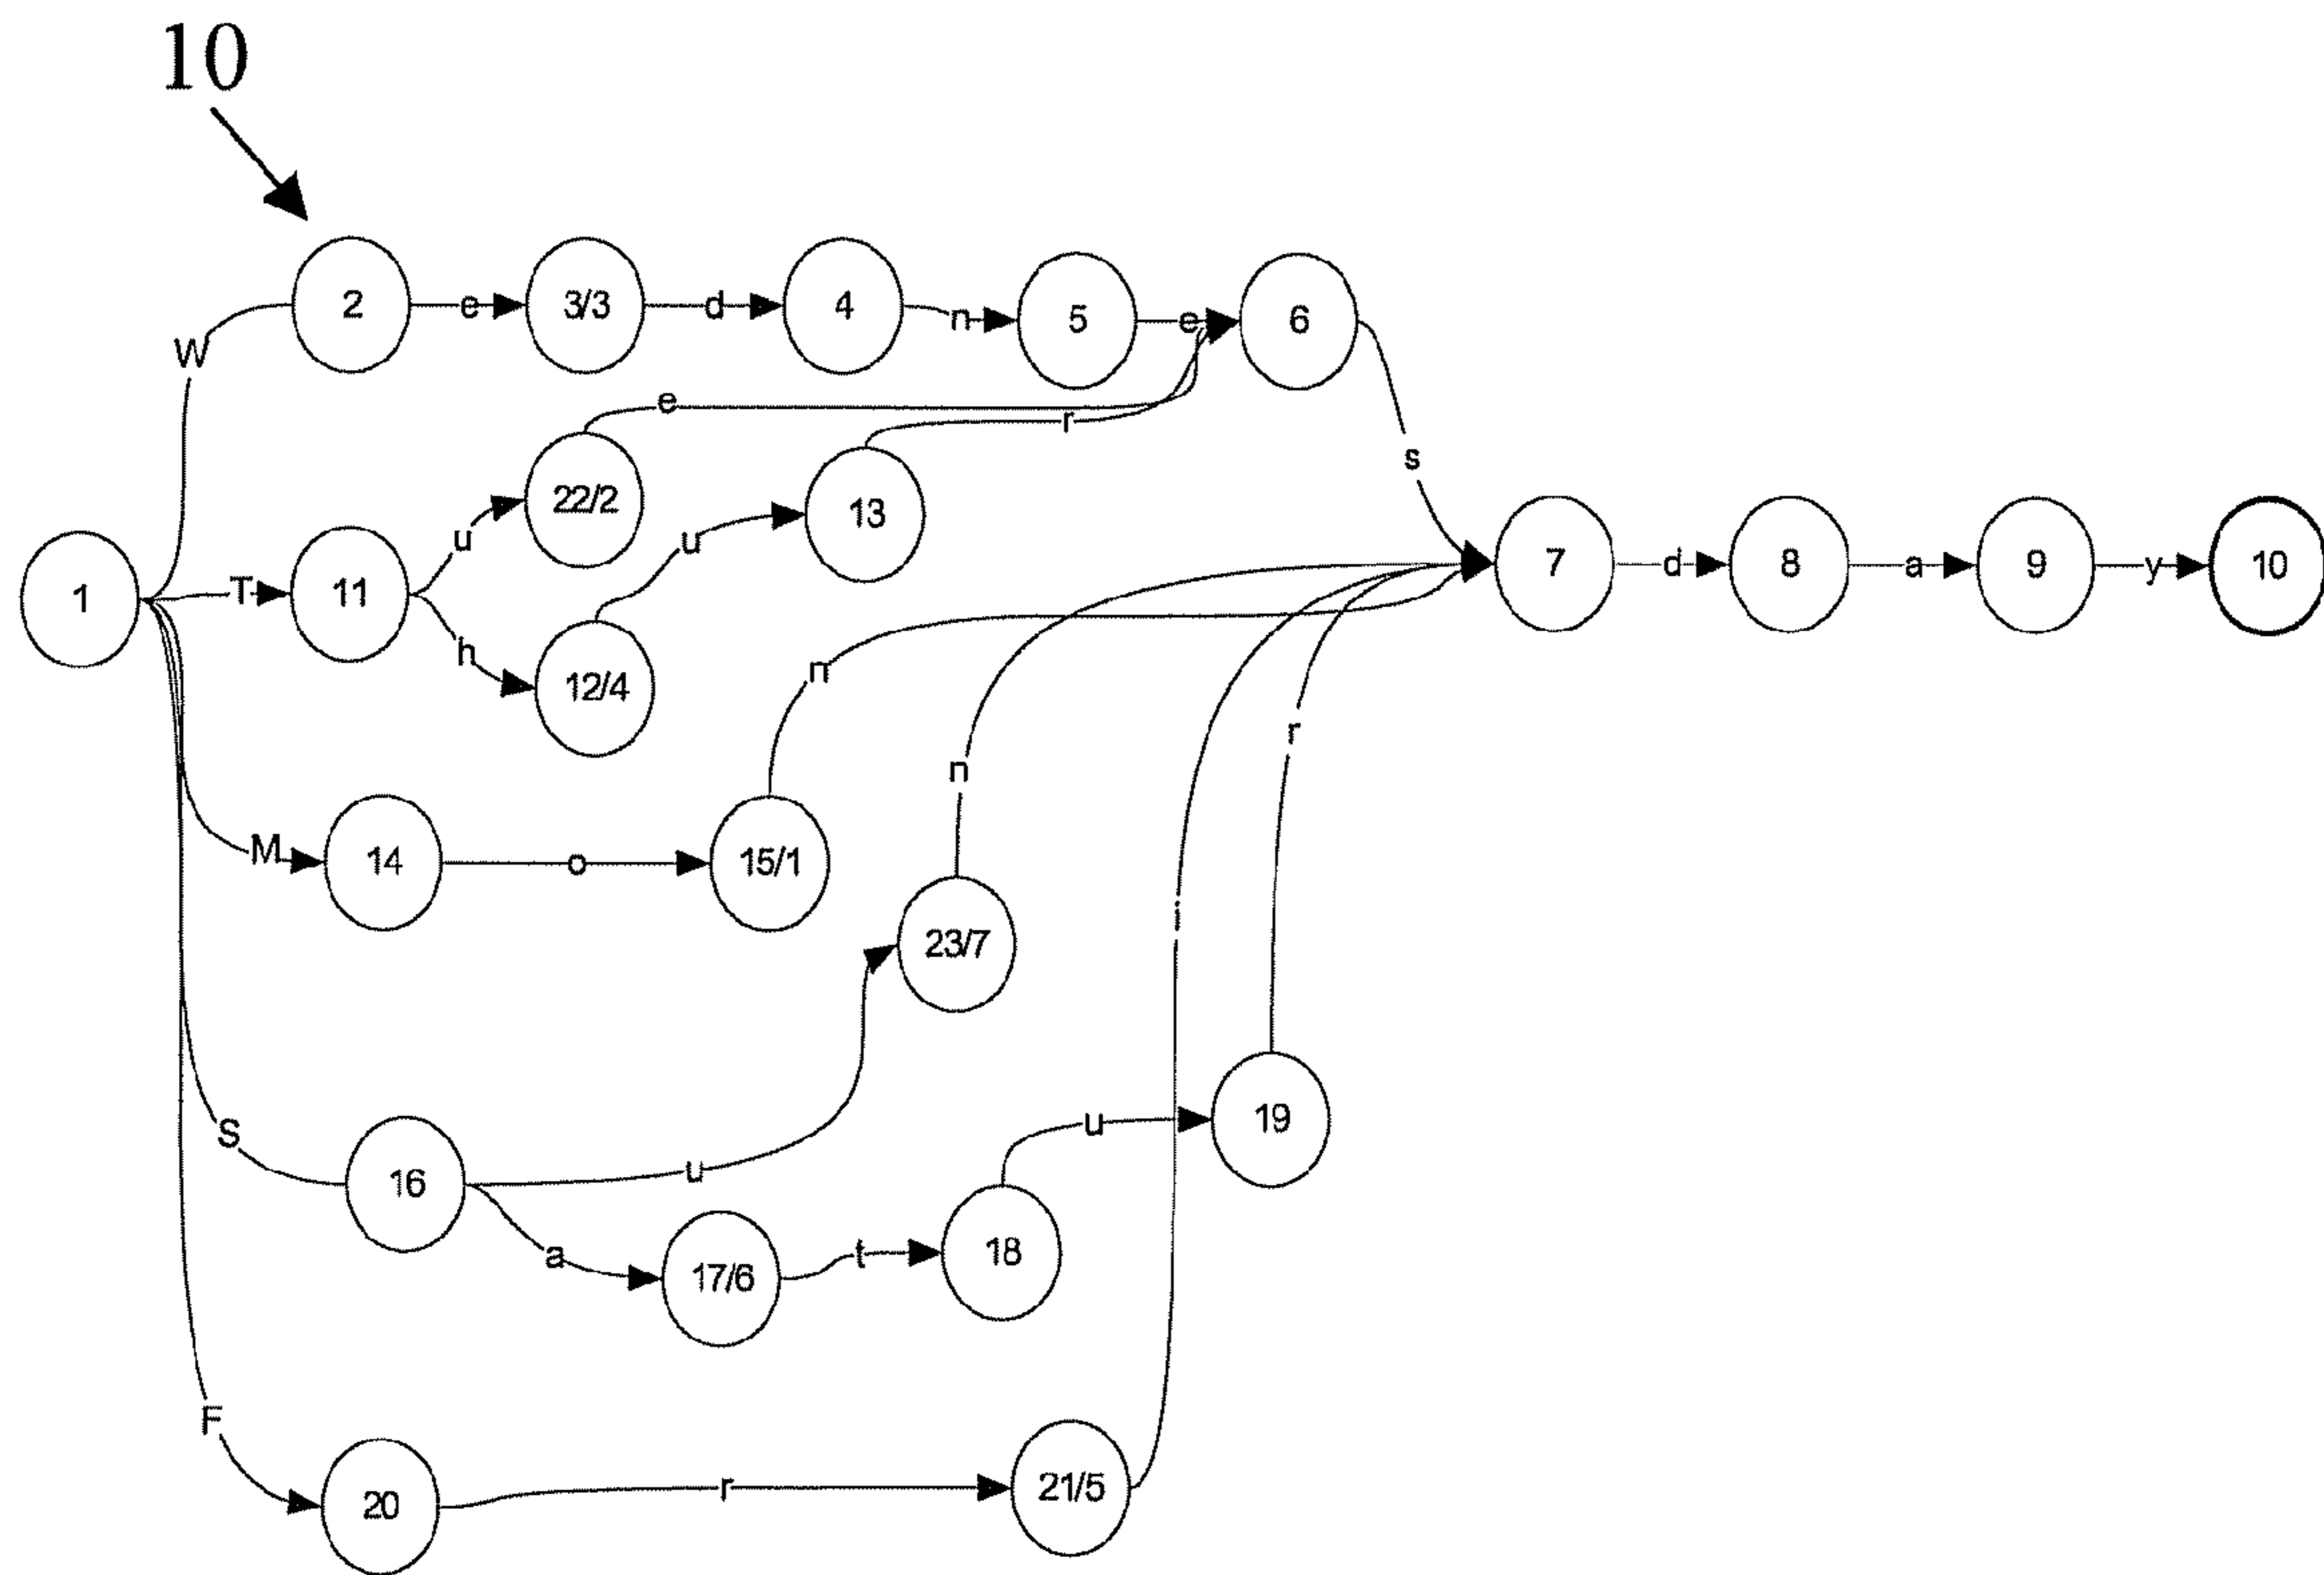 10
2 e 3/3 d 4 n 5 e 6
W
e
r
s
22/2
13
u
u
1 T 11
7 d 8 a 9 y 10
h
12/4
n
r
n
M 14 o 15/1
i
23/7
S
u
19
16
u
a
17/6 t 18
F
20 r 21/5